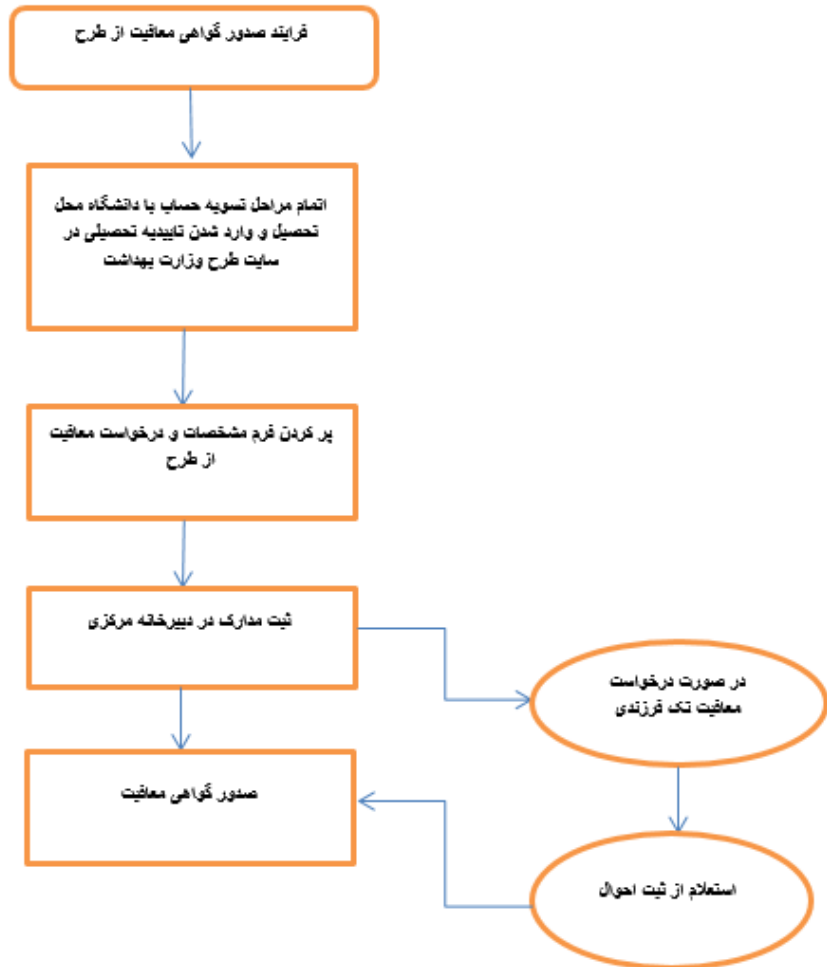 فرایند صدور گواهی معافیت از طرح
اتمام مراحل تسویه حساب با دانشگاه محل
تحصیل و وارد شدن تاییدیه تحصیلی در
سایت طرح وزارت بهداشت
پر کردن فرم مشخصات و درخواست معافیت
از طرح
ثبت مدارک در دبیرخانه مرکزی
در صورت درخواست
معافیت تک فرزندی
صدور گواهی معافیت
استعلام از ثبت احوال